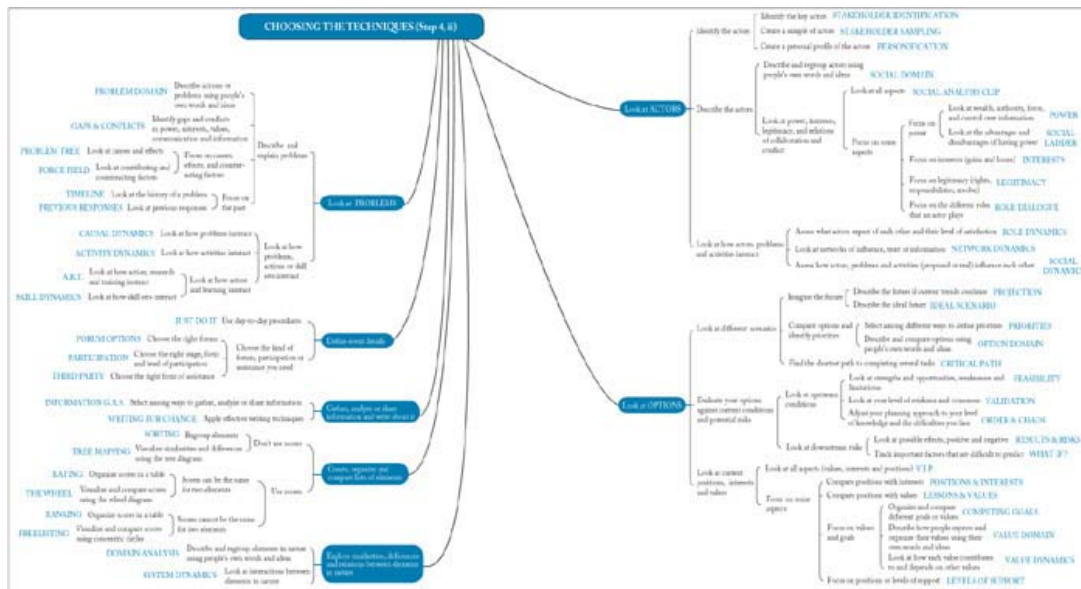 CHOOSING THE TECHNIQUES (Step 4, ii)
Look at PROBLEMS
Describe and
explain problems
PROBLEM DOMAIN
Describe actions or
problems using people's
own words and ideas
GAPS & CONFLICTS
Identify gaps and conflicts
in power, interests, values,
communication and information
PROBLEM TREE Look at causes and effects
FORCE FIELD
Look at contributing and
counteracting factors
Focus on causes,
effects, and counter-
acting factors
TIMELINE Look at the history of a problem
PREVIOUS RESPONSES Look at previous responses
Focus on
the past
Look at how
problems,
actions or skill
sets interact
CAUSAL DYNAMICS Look at how problems interact
ACTIVITY DYNAMICS Look at how activities interact
A.R.T.
Look at how action, research
and training interact
SKILL DYNAMICS Look at how skill sets interact
Look at how action
and learning interact
Define event details
JUST DO IT Use day-to-day procedures
FORUM OPTIONS Choose the right forum
PARTICIPATION
Choose the right stage, form
and level of participation
THIRD PARTY Choose the right form of assistance
Choose the kind of
forum, participation or
assistance you need
Gather, analyze or share
information and write about it
INFORMATION G.A.S. Select among ways to gather, analyze or share information
WRITING FOR CHANGE Apply effective writing techniques
Create, organize and
compare lists of elements
SORTING Regroup elements
TREE MAPPING
Visualize similarities and differences
using the tree diagram
Don't use scores
Use scores
RATING Organize scores in a table
THE WHEEL
Visualize and compare scores
using the wheel diagram
Scores can be the same
for two elements
RANKING Organize scores in a table
FREELISTING
Visualize and compare scores
using concentric circles
Scores cannot be the same
for two elements
Explore similarities, differences
and relations between elements
in nature
DOMAIN ANALYSIS
Describe and regroup elements in nature
using people's own words and ideas
SYSTEM DYNAMICS
Look at interactions between
elements in nature
Look at ACTORS
Identify the actors
Identify the key actors STAKEHOLDER IDENTIFICATION
Create a sample of actors STAKEHOLDER SAMPLING
Create a personal profile of the actors PERSONIFICATION
Describe the actors
Describe and regroup actors using
people's own words and ideas SOCIAL DOMAIN
Look at power, interests,
legitimacy, and relations
of collaboration and
conflict
Look at all aspects SOCIAL ANALYSIS CLIP
Focus on some
aspects
Focus on
power
Look at wealth, authority, force,
and control over information POWER
Look at the advantages and
disadvantages of having power
SOCIAL
LADDER
Focus on interests (gains and losses) INTERESTS
Focus on legitimacy (rights,
responsibilities, resolve) LEGITIMACY
Focus on the different roles
that an actor plays ROLE DIALOGUE
Look at how actors, problems
and activities interact
Assess what actors expect of each other and their level of satisfaction ROLE DYNAMICS
Look at networks of influence, trust or information NETWORK DYNAMICS
Assess how actors, problems and activities (proposed or real) influence each other
SOCIAL
DYNAMICS
Look at OPTIONS
Look at different scenarios
Imagine the future
Describe the future if current trends continue PROJECTION
Describe the ideal future IDEAL SCENARIO
Compare options and
identify priorities
Select among different ways to define priorities PRIORITIES
Describe and compare options using
people's own words and ideas OPTION DOMAIN
Find the shortest path to completing several tasks CRITICAL PATH
Evaluate your options
against current conditions
and potential risks
Look at upstream
conditions
Look at strengths and opportunities, weaknesses and
limitations
FEASIBILITY
Look at your level of evidence and consensus VALIDATION
Adjust your planning approach to your level
of knowledge and the difficulties you face ORDER & CHAOS
Look at downstream risks
Look at possible effects, positive and negative RESULTS & RISKS
Track important factors that are difficult to predict WHAT IF?
Look at current
positions, interests
and values
Look at all aspects (values, interests and positions) V.I.P.
Focus on some
aspects
Compare positions with interests POSITIONS & INTERESTS
Compare positions with values LESSONS & VALUES
Focus on values
and goals
Organize and compare
different goals or values COMPETING GOALS
Describe how people express and
organize their values using their
own words and ideas
VALUE DOMAIN
Look at how each value contributes
to and depends on other values VALUE DYNAMICS
Focus on positions or levels of support LEVELS OF SUPPORT